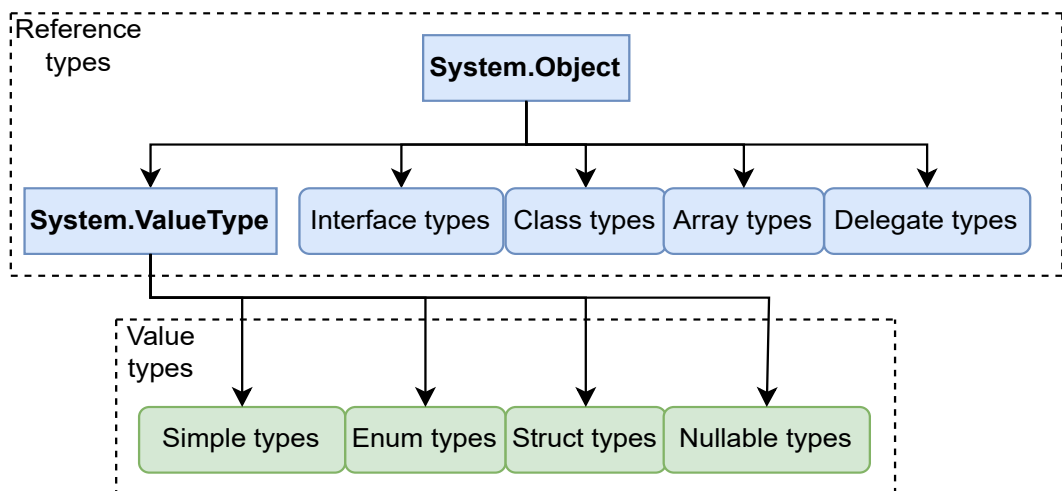 Reference
types
System.Object
System.ValueType
Interface types
Class types
Array types
Delegate types
Value
types
Simple types
Enum types
Struct types
Nullable types